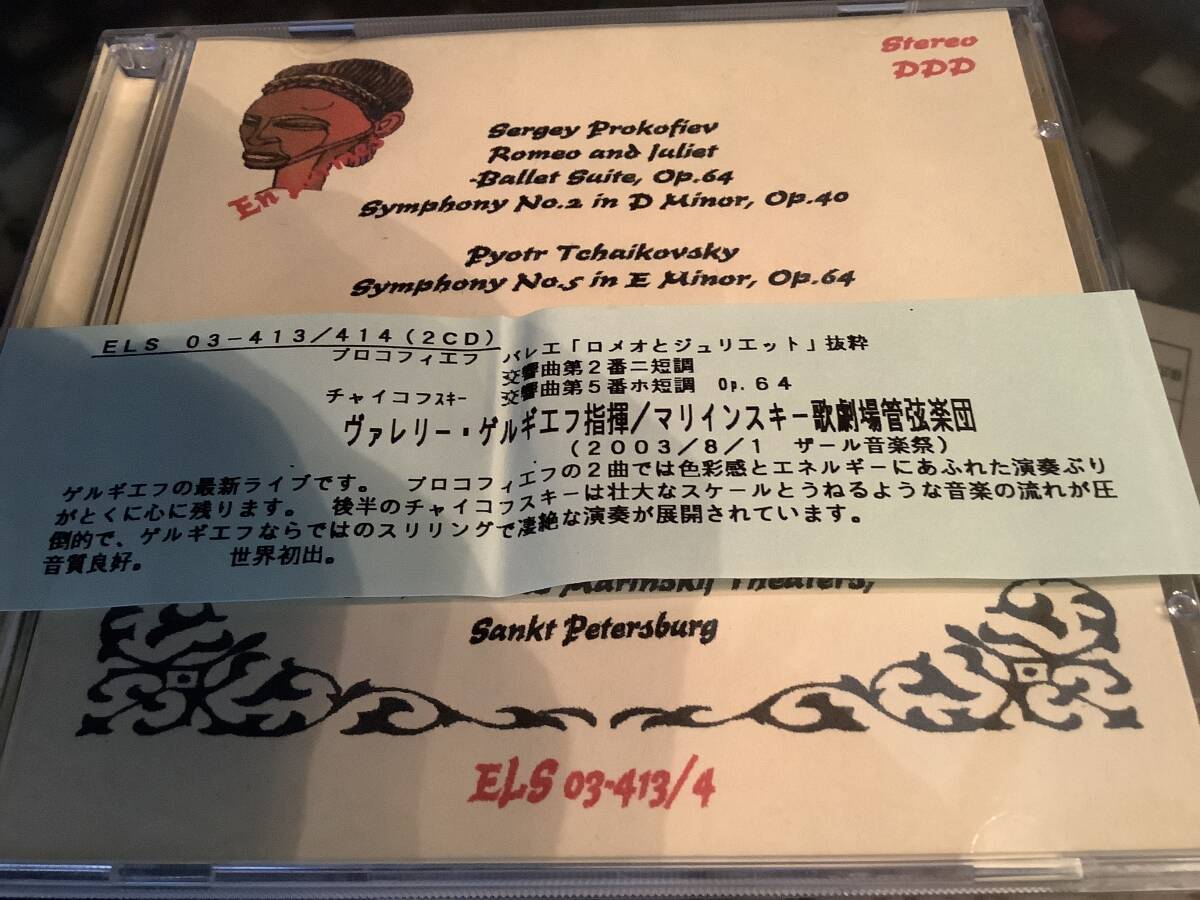 Stereo
DDD
En
Sergey Prokofiev
Romeo and Juliet
-Ballet Suite, Op.64
Symphony No.2 in D Minor, Op.40
Pyotr Tchaikovsky
Symphony No.5 in E Minor, Op.64
ELS 03-413/414(2CD)
プロコフィエフ バレエ「ロメオとジュリエット」抜粋
交響曲第2番ニ短調
チャイコフスキー 交響曲第5番ホ短調 Op.64
ヴァレリー・ゲルギエフ指揮/マリインスキー歌劇場管弦楽団
(2003/8/1 ザール音楽祭)
ゲルギエフの最新ライブです。 プロコフィエフの2曲では色彩感とエネルギーにあふれた演奏ぶり
がとくに心に残ります。 後半のチャイコフスキーは壮大なスケールとうねるような音楽の流れが圧
倒的で、ゲルギエフならではのスリリングで凄絶な演奏が展開されています。
音質良好。 世界初出。
Marinskij Theaters,
Sankt Petersburg
ELS 03-413/4